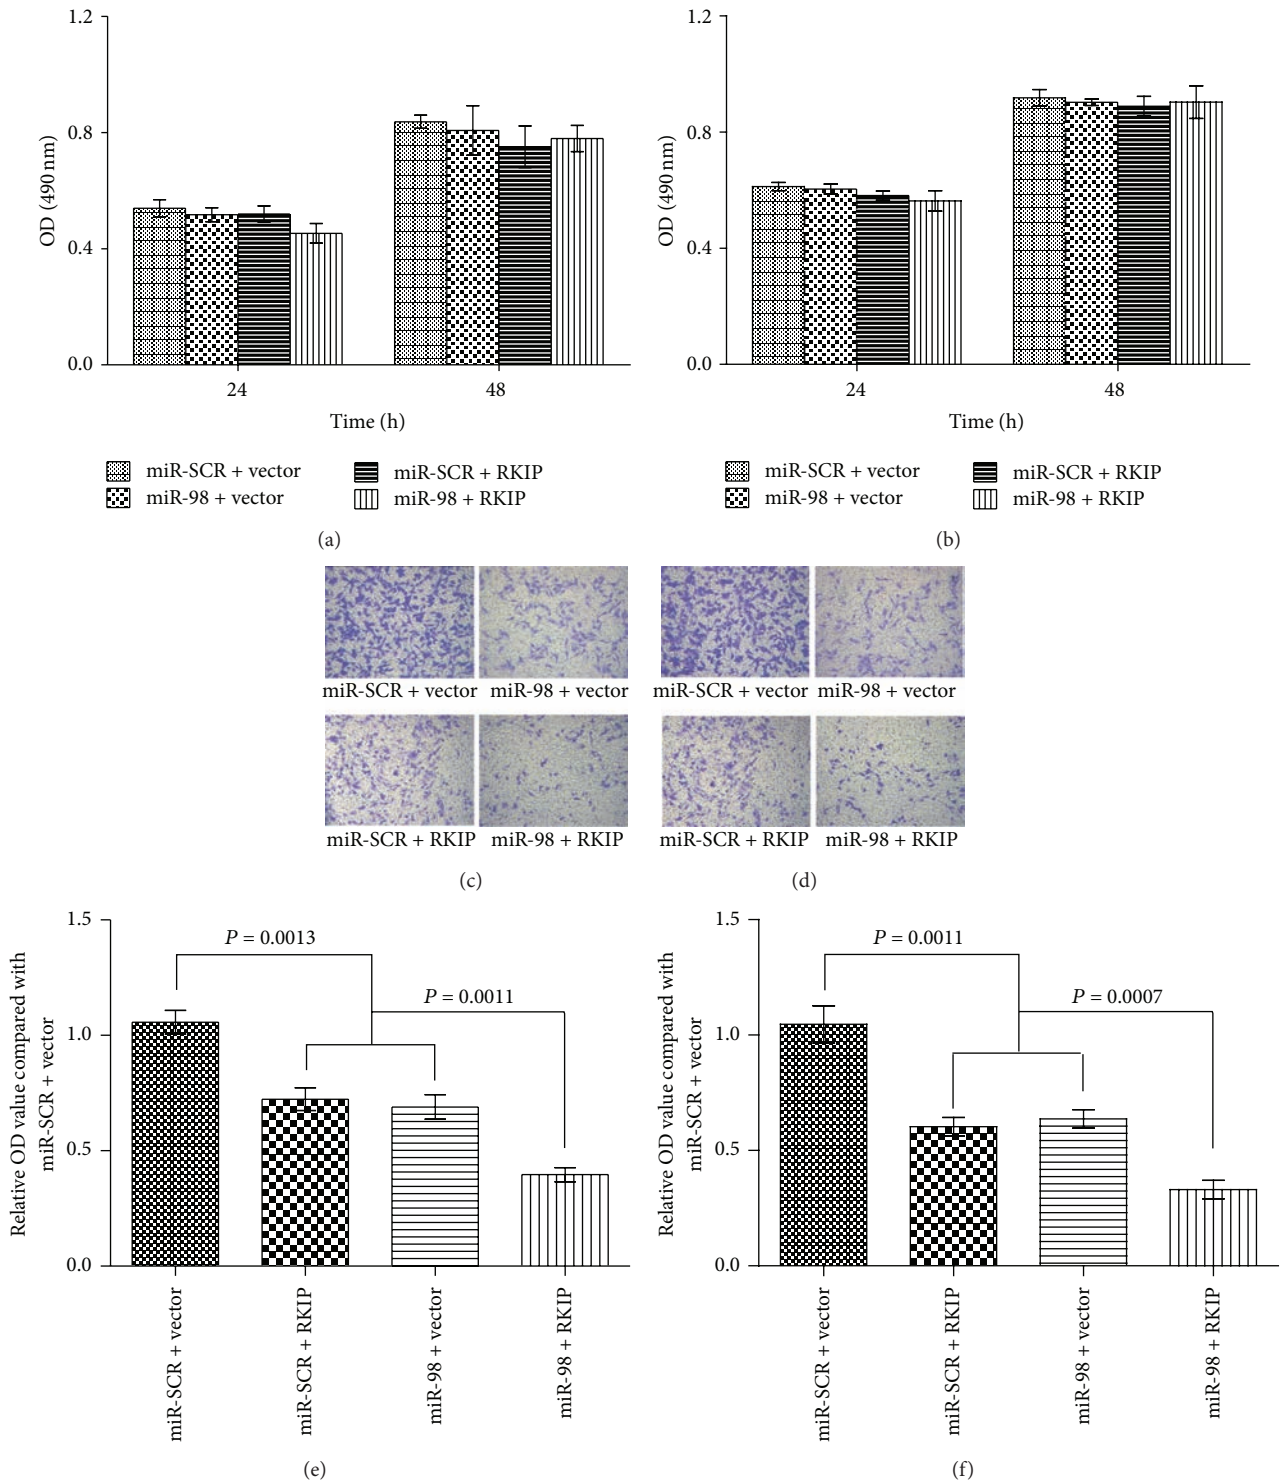 1.2
0.8
0.4
0.0
OD (490 nm)
24
48
Time (h)
miR-SCR + vector
miR-98 + vector
miR-SCR + RKIP
miR-98 + RKIP
(a)
1.2
0.8
0.4
0.0
OD (490 nm)
24
48
Time (h)
miR-SCR + vector
miR-98 + vector
miR-SCR + RKIP
miR-98 + RKIP
(b)
miR-SCR + vector
miR-98 + vector
miR-SCR + RKIP
miR-98 + RKIP
(c)
miR-SCR + vector
miR-98 + vector
miR-SCR + RKIP
miR-98 + RKIP
(d)
1.5
1.0
0.5
0.0
Relative OD value compared with
miR-SCR + vector
P = 0.0013
P = 0.0011
miR-SCR + vector
miR-SCR + RKIP
miR-98 + vector
miR-98 + RKIP
(e)
1.5
1.0
0.5
0.0
Relative OD value compared with
miR-SCR + vector
P = 0.0011
P = 0.0007
miR-SCR + vector
miR-SCR + RKIP
miR-98 + vector
miR-98 + RKIP
(f)